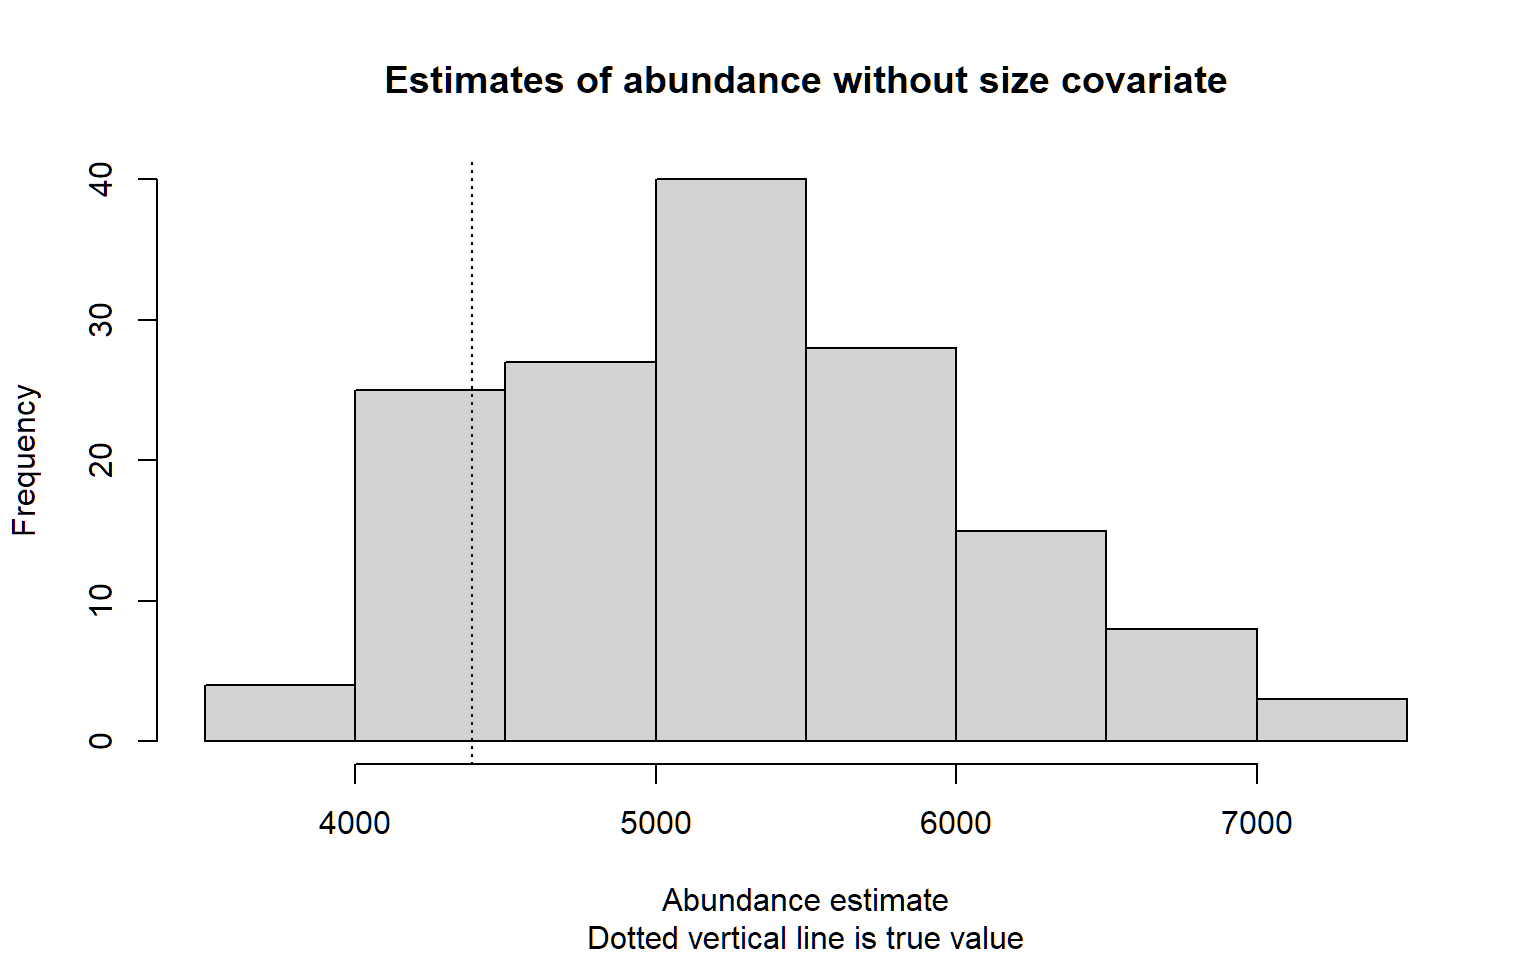 Estimates of abundance without size covariate
40
30
20
10
0
Frequency
4000 5000 6000 7000
Abundance estimate
Dotted vertical line is true value